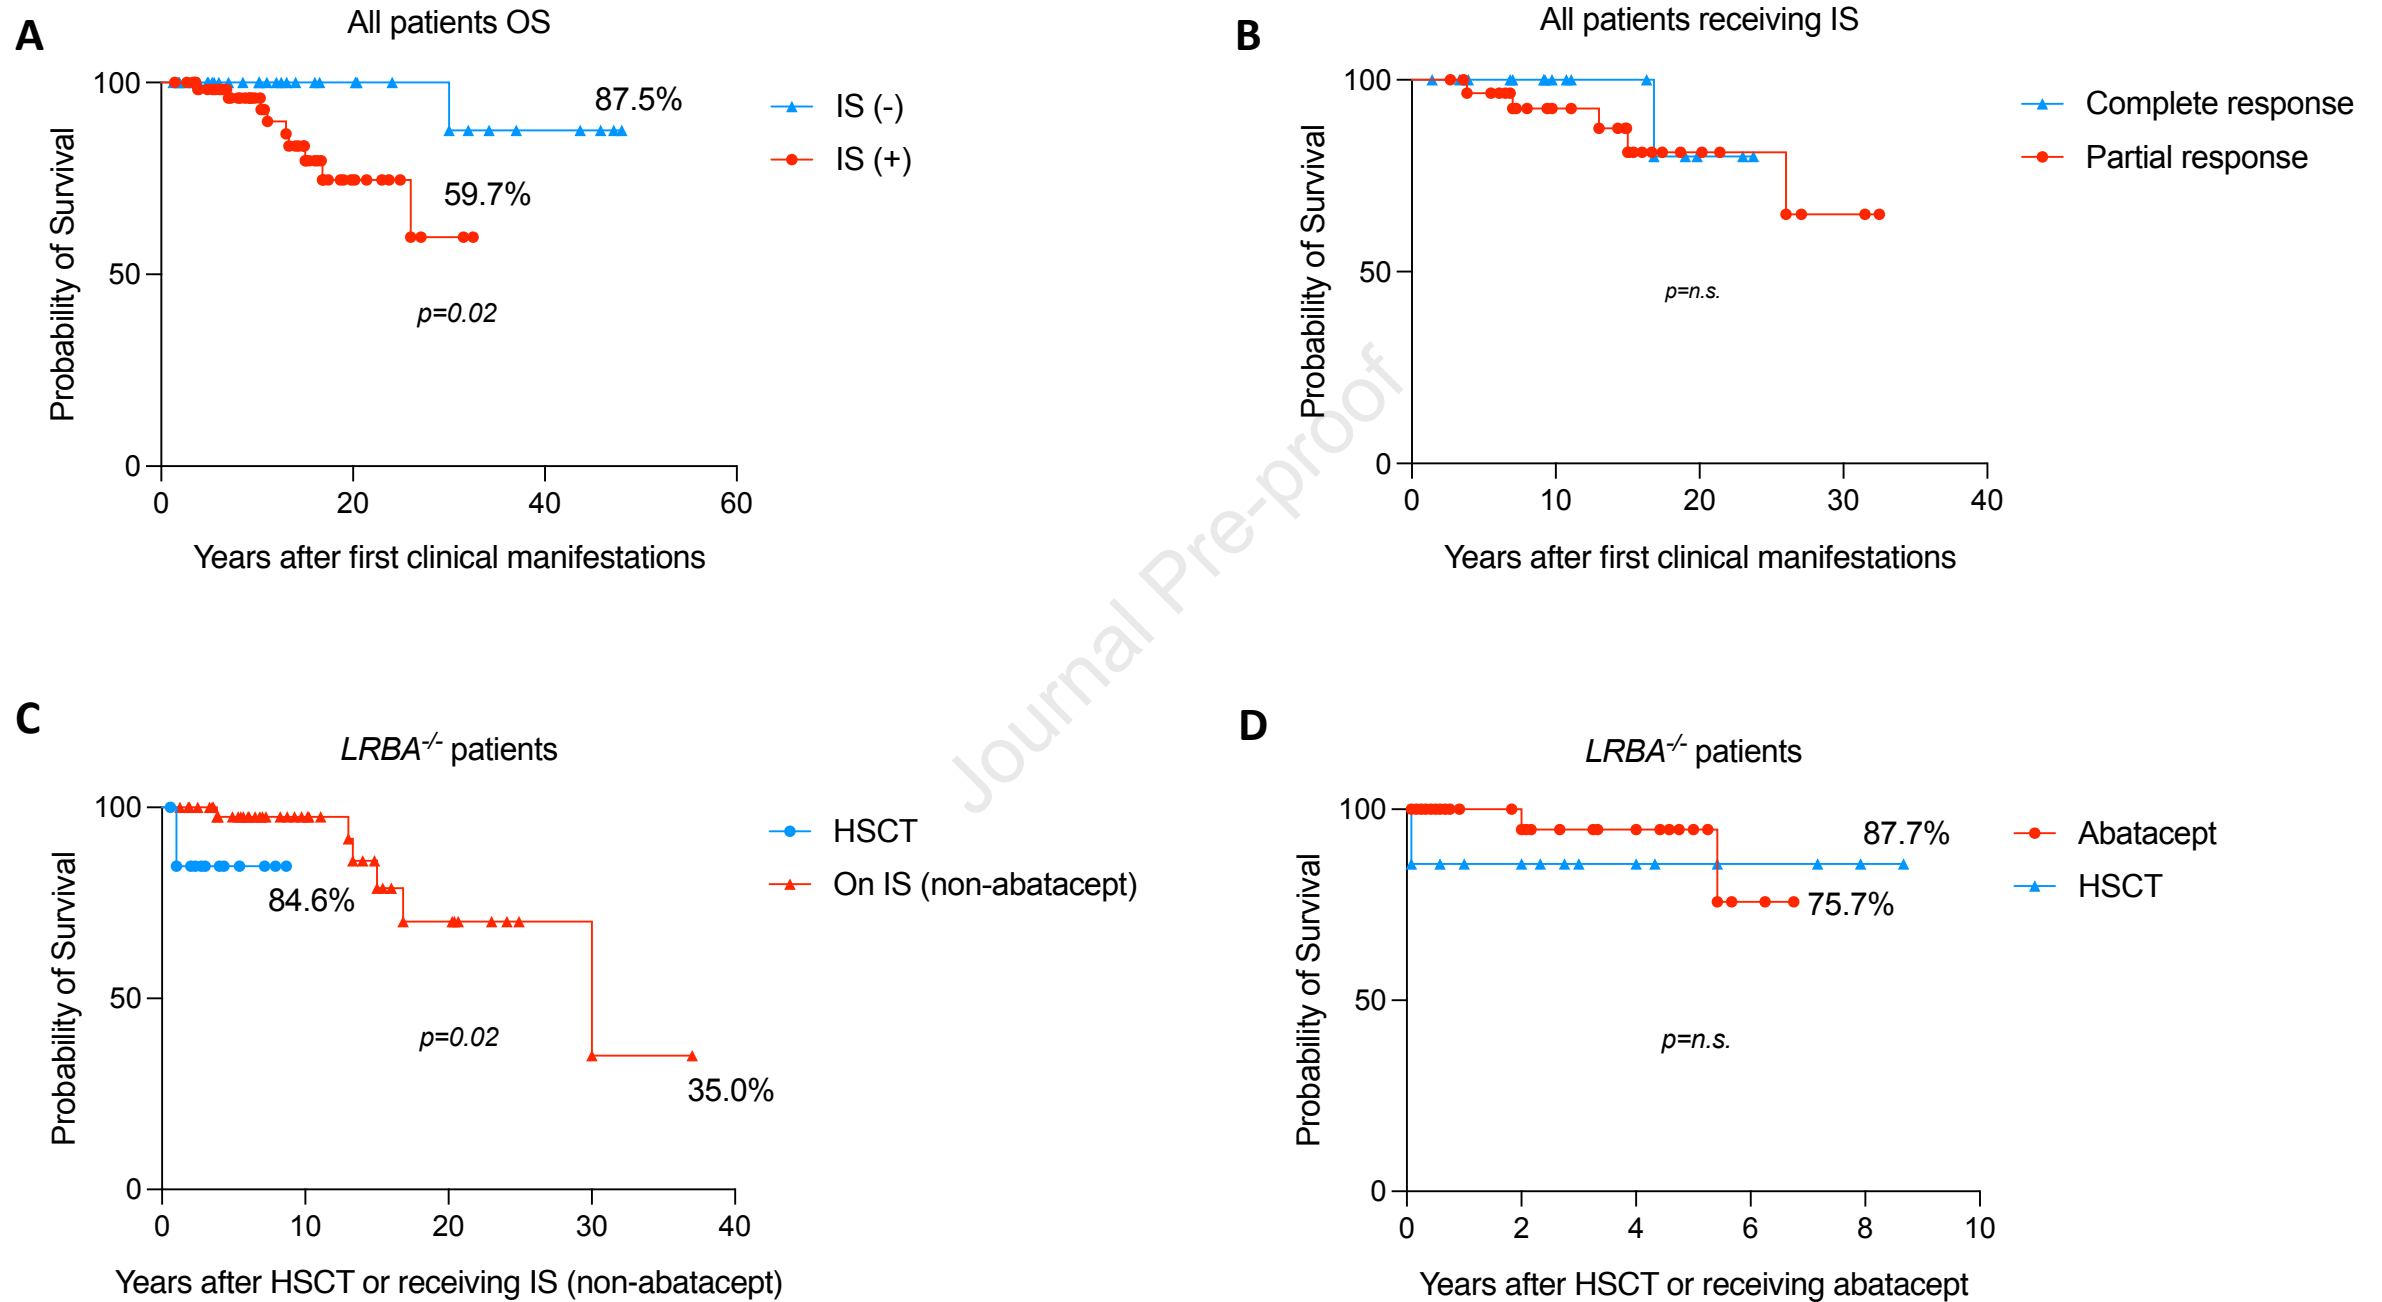 A
All patients OS
100
50
0
0 20 40 60
Probability of Survival
Years after first clinical manifestations
87.5%
59.7%
p=0.02
IS (-)
IS (+)
B
All patients receiving IS
100
50
0
0 10 20 30 40
Probability of Survival
Years after first clinical manifestations
p=n.s.
Complete response
Partial response
Journal Pre-proof
C
LRBA-/- patients
100
50
0
0 10 20 30 40
Probability of Survival
Years after HSCT or receiving IS (non-abatacept)
84.6%
35.0%
p=0.02
HSCT
On IS (non-abatacept)
D
LRBA-/- patients
100
50
0
0 2 4 6 8 10
Probability of Survival
Years after HSCT or receiving abatacept
87.7%
75.7%
p=n.s.
Abatacept
HSCT